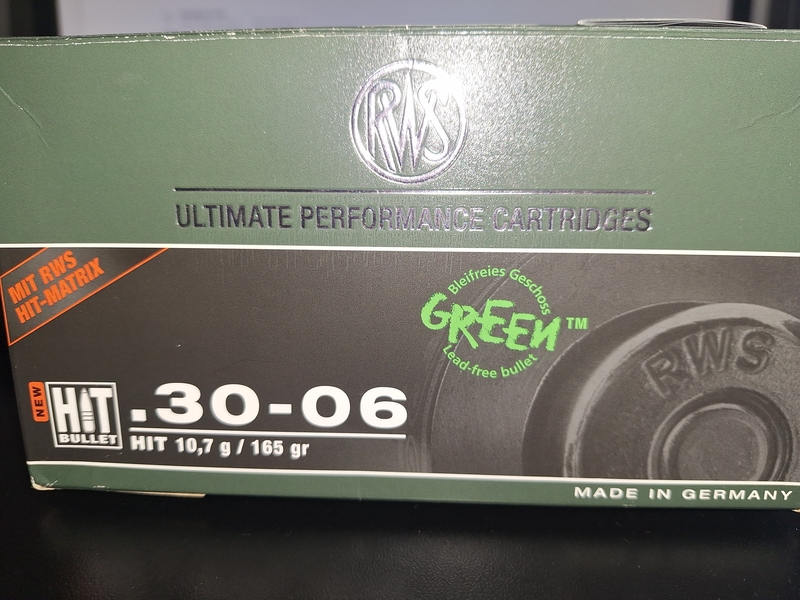 RWS
ULTIMATE PERFORMANCE CARTRIDGES
MIT RWS
HIT-MATRIX
Bleifreies Geschoss
GREEN™
Lead-free bullet
RWS
NEW
HIT
BULLET
.30-06
HIT 10,7 g / 165 gr
MADE IN GERMANY